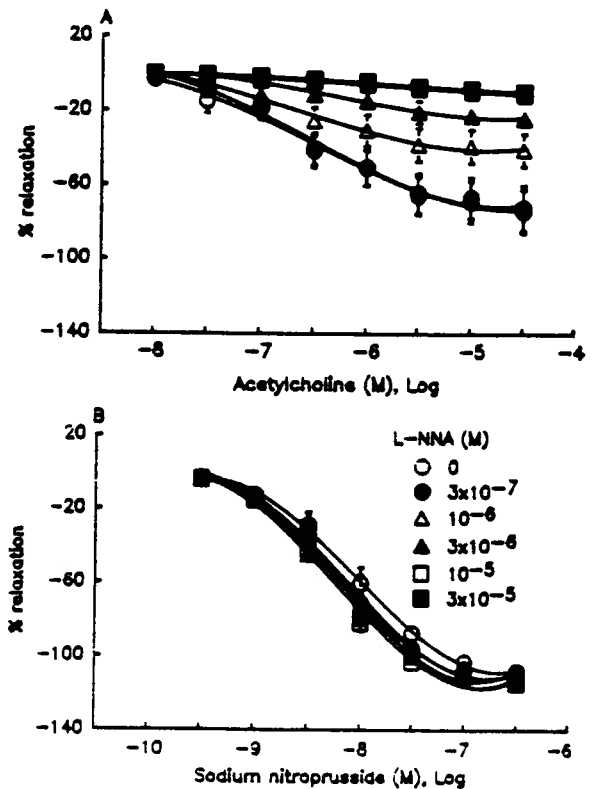 A
20
−20
−60
−100
−140
% relaxation
−8 −7 −6 −5 −4
Acetylcholine (M), Log
B
20
−20
−60
−100
−140
% relaxation
L−NNA (M)
0
3x10−7
10−6
3x10−6
10−5
3x10−5
−10 −9 −8 −7 −6
Sodium nitroprusside (M), Log